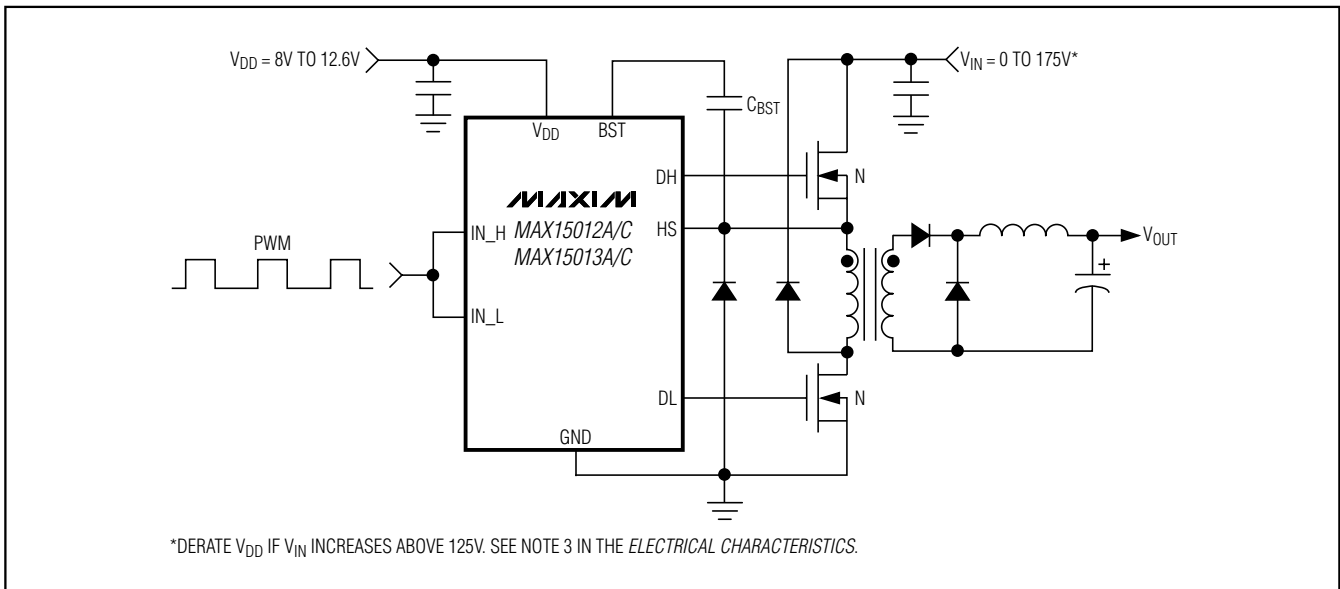 V_DD = 8V TO 12.6V
V_IN = 0 TO 175V*
C_BST
V_DD
BST
DH
N
MAXIM
HS
IN_H
MAX15012A/C
V_OUT
PWM
MAX15013A/C
+
IN_L
DL
N
GND
*DERATE V_DD IF V_IN INCREASES ABOVE 125V. SEE NOTE 3 IN THE ELECTRICAL CHARACTERISTICS.